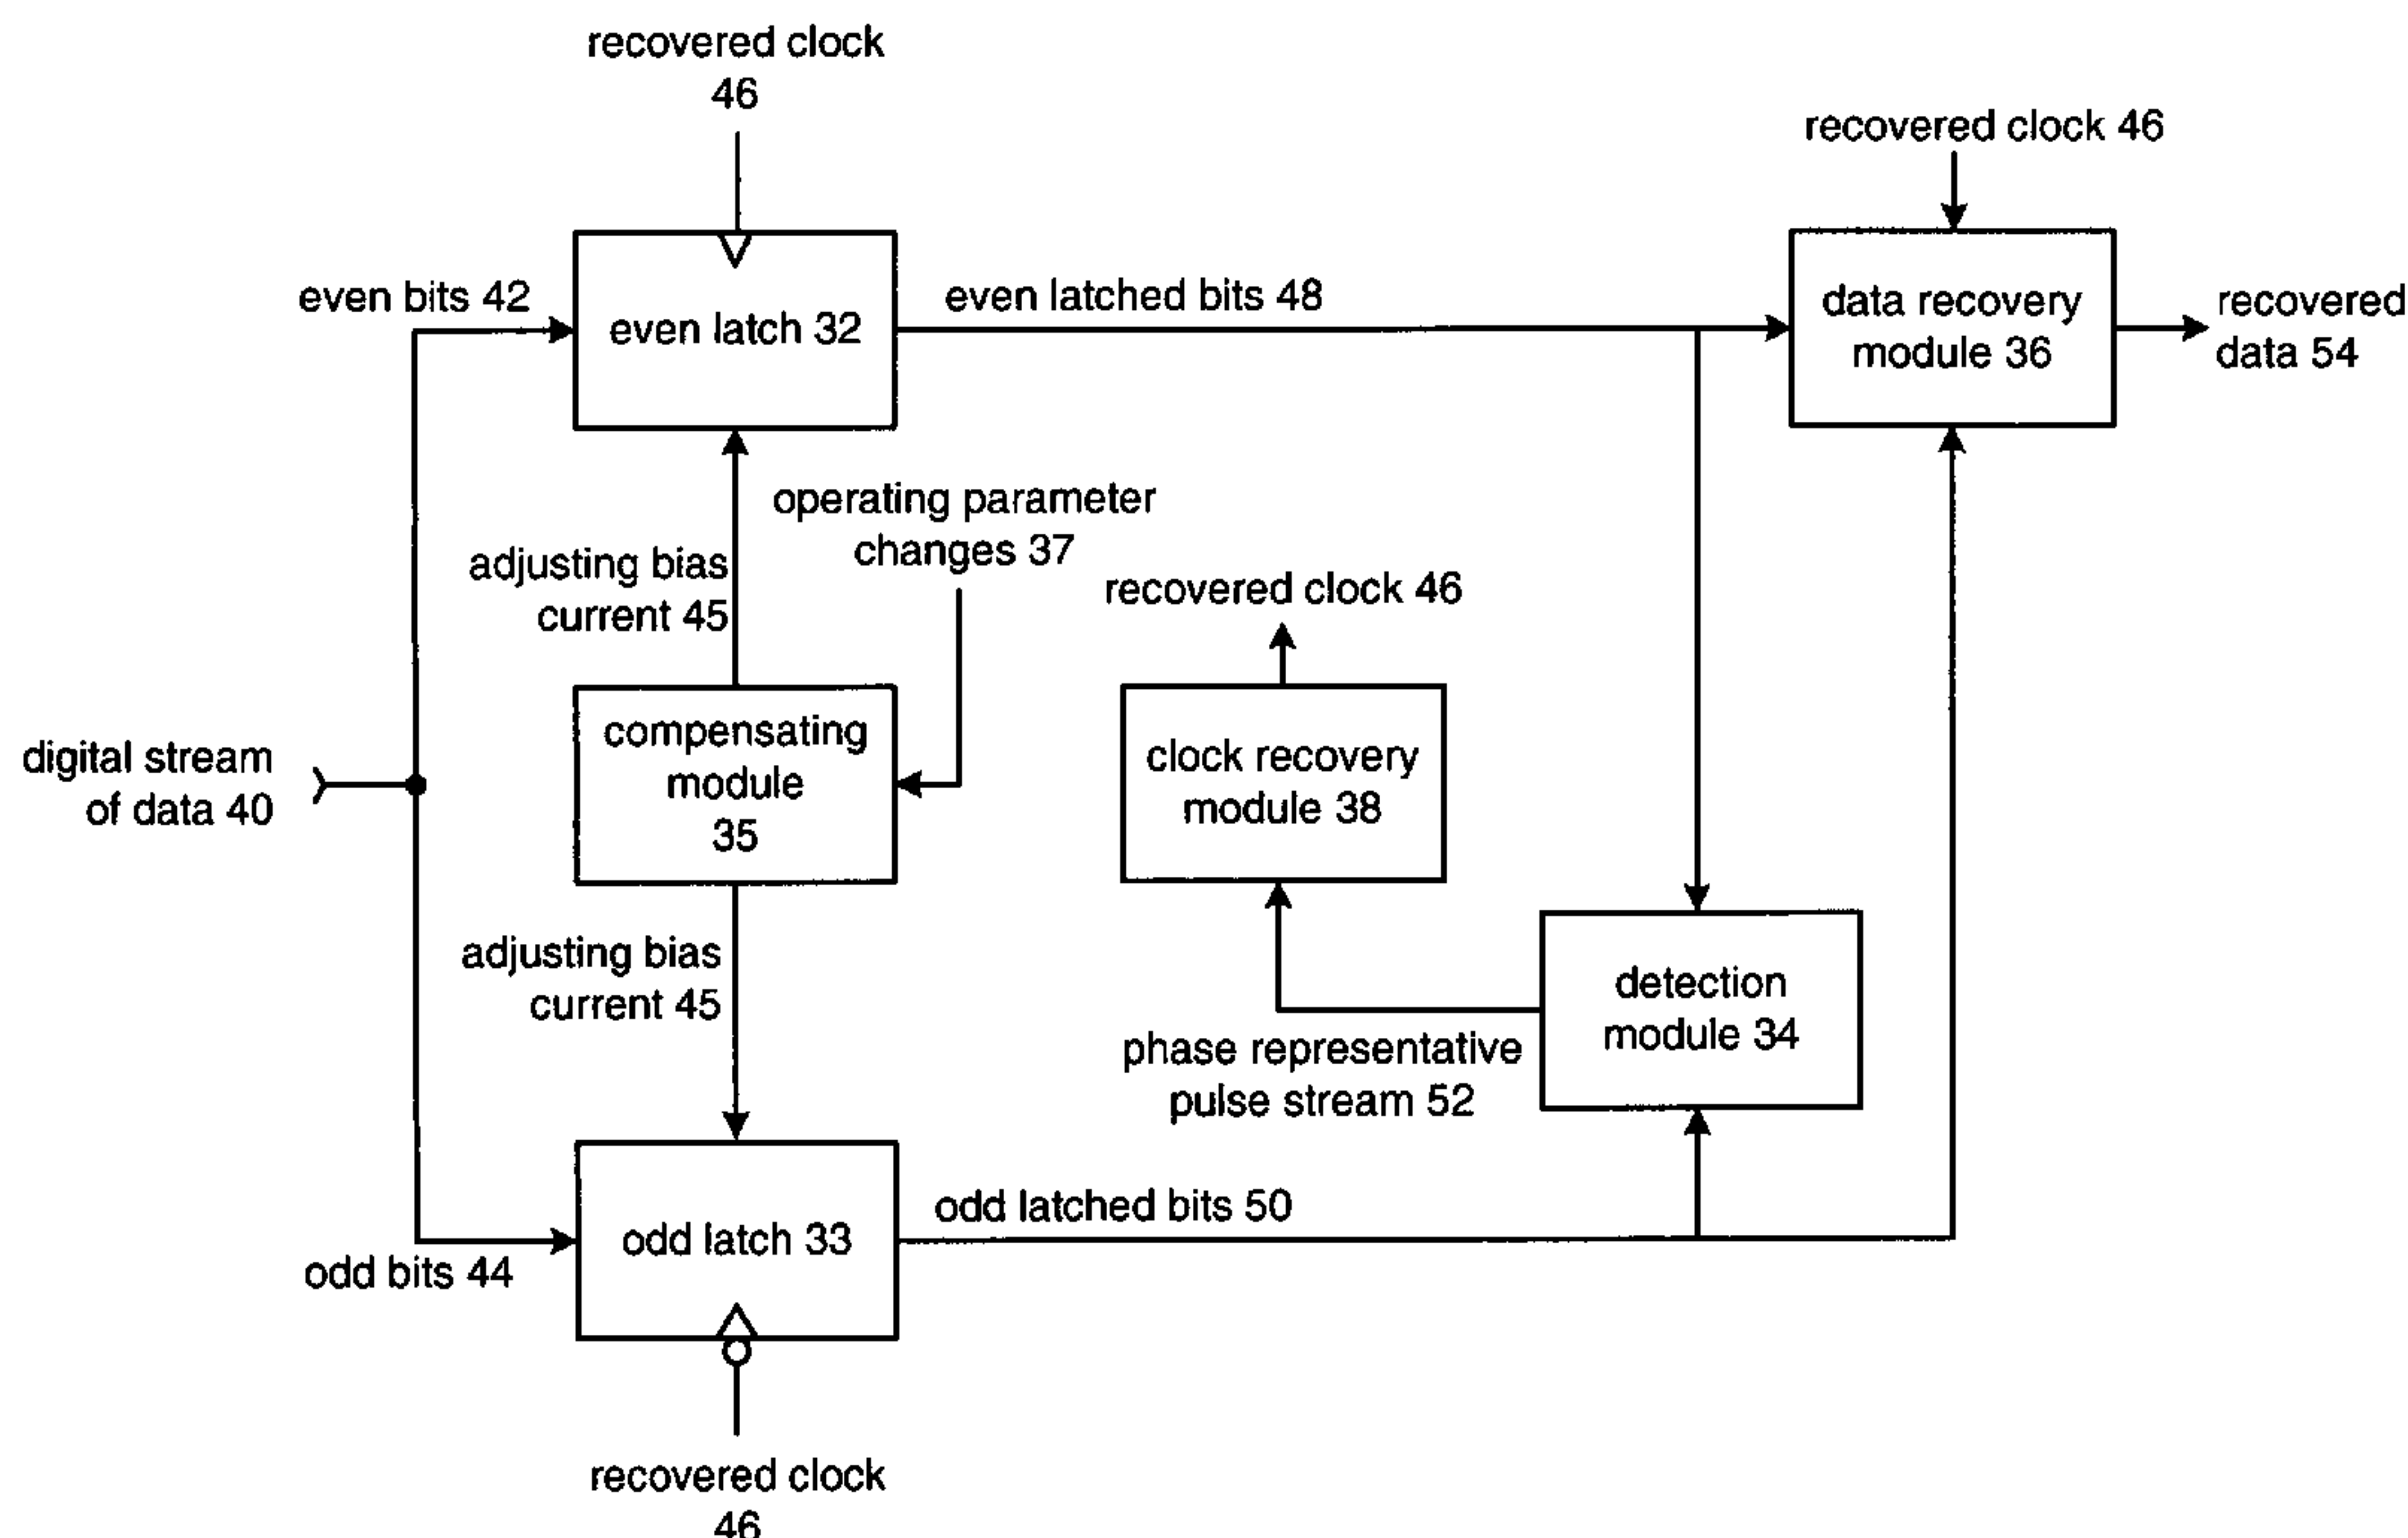 recovered clock
46
recovered clock 46
even bits 42
even latch 32
even latched bits 48
data recovery
module 36
recovered
data 54
operating parameter
changes 37
adjusting bias
current 45
recovered clock 46
digital stream
of data 40
compensating
module
35
clock recovery
module 38
adjusting bias
current 45
detection
module 34
phase representative
pulse stream 52
odd bits 44
odd latch 33
odd latched bits 50
recovered clock
46